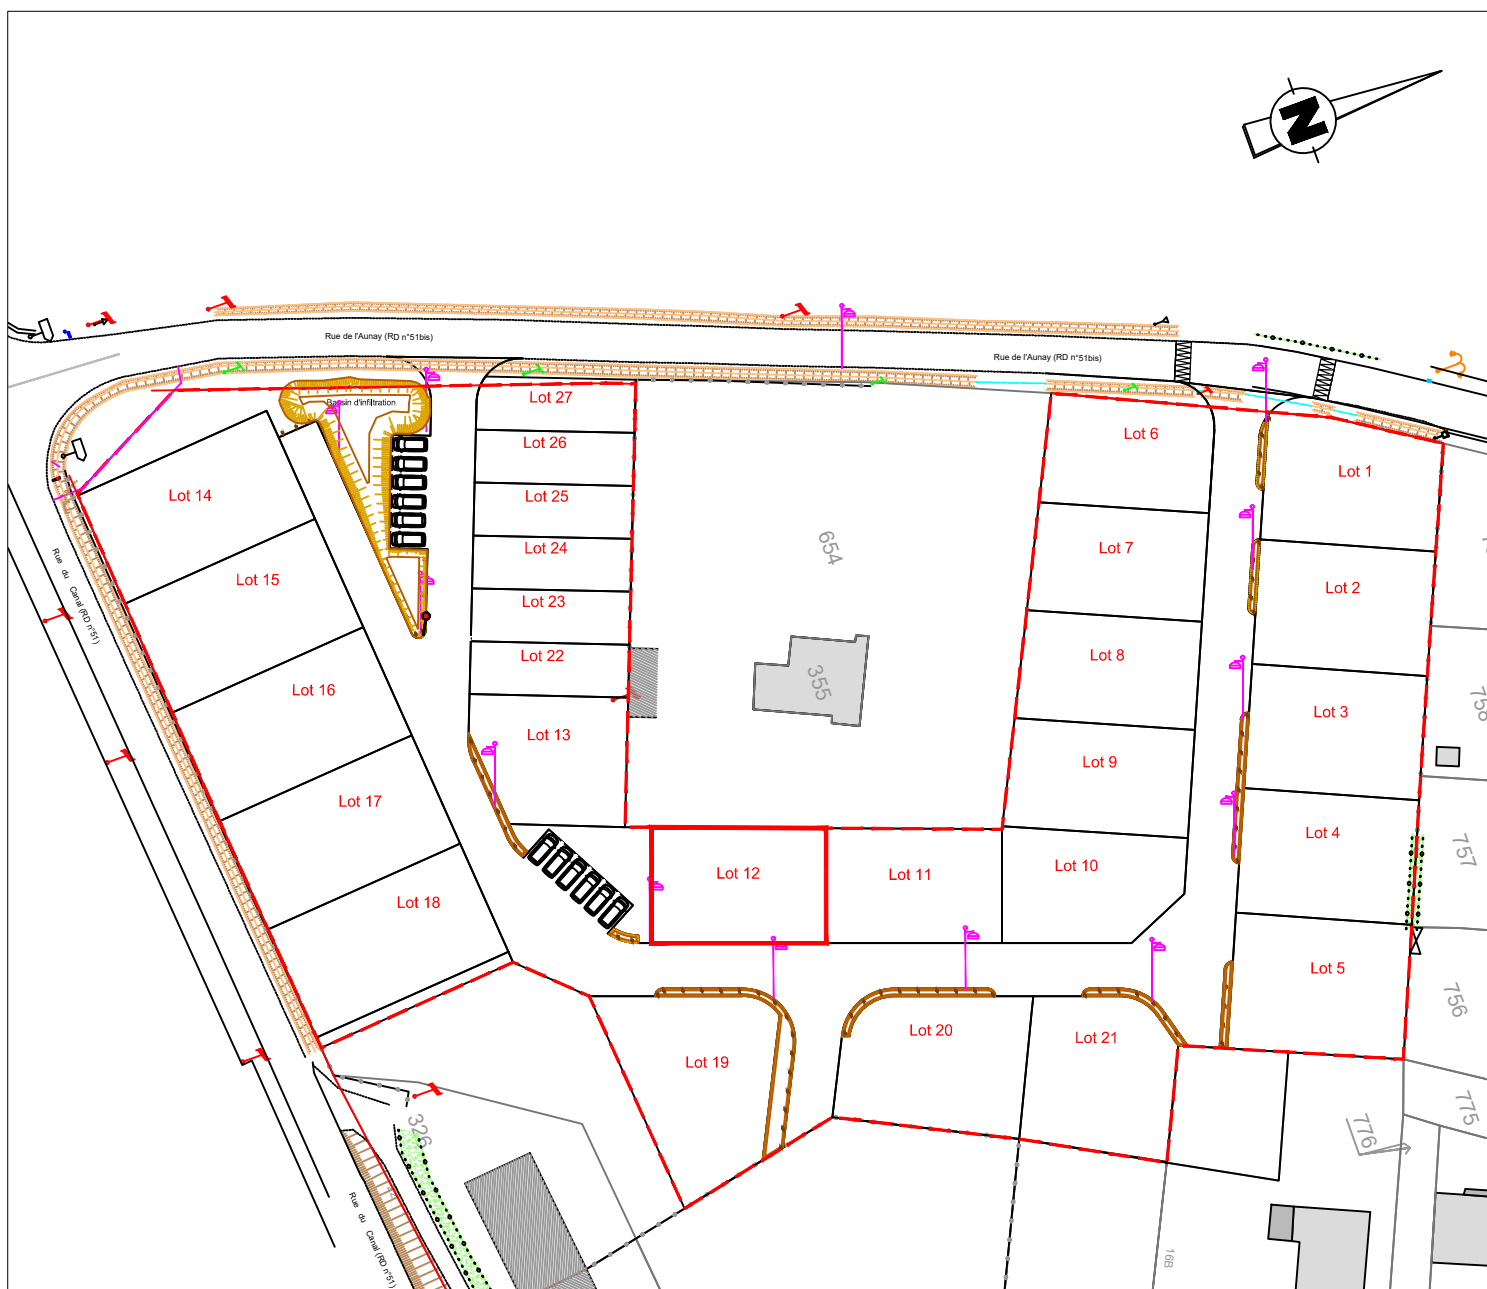 N
Rue de l'Aunay (RD n°51bis)
Rue de l'Aunay (RD n°51bis)
Bassin d'infiltration
Lot 27
Lot 26
Lot 25
Lot 24
Lot 23
Lot 22
Lot 13
Lot 14
Lot 15
Lot 16
Lot 17
Lot 18
Rue du Canal (RD n°51)
654
355
Lot 6
Lot 7
Lot 8
Lot 9
Lot 10
Lot 11
Lot 12
Lot 1
Lot 2
Lot 3
Lot 4
Lot 5
758
757
756
775
776
Lot 19
Lot 20
Lot 21
326
Rue du Canal (RD n°51)
16B